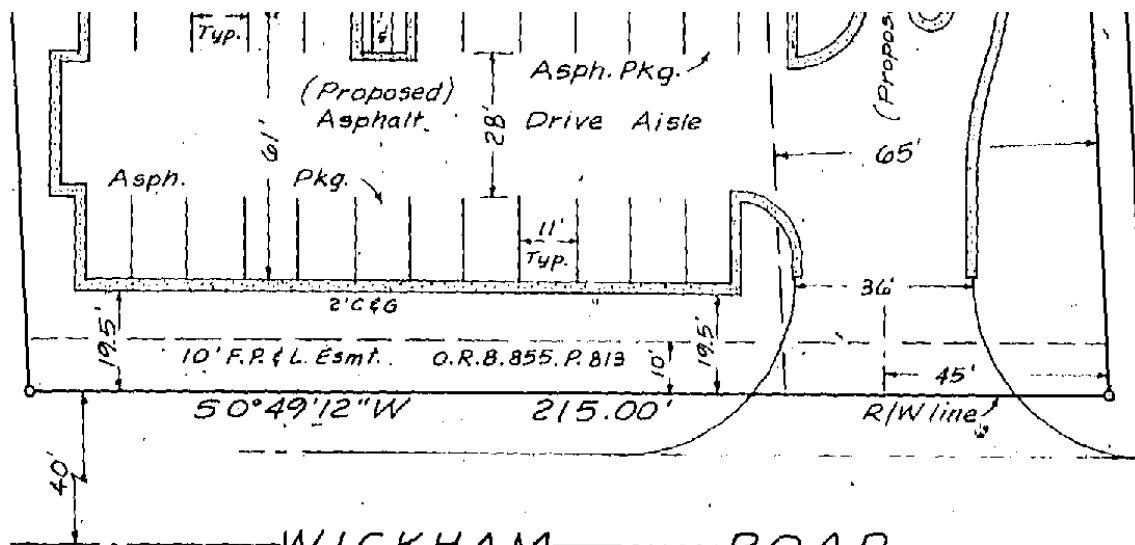 Typ.
Asph. Pkg.
(Proposed)
Asphalt
28'
Drive Aisle
(Propos
61'
65'
Asph. Pkg.
11'
Typ.
36'
2' C & G
19.5'
19.5'
10' F.P. & L. Esmt. O.R.B. 855. P. 813
10'
45'
S 0°49'12" W 215.00'
R/W line
40'
WICKHAM ROAD